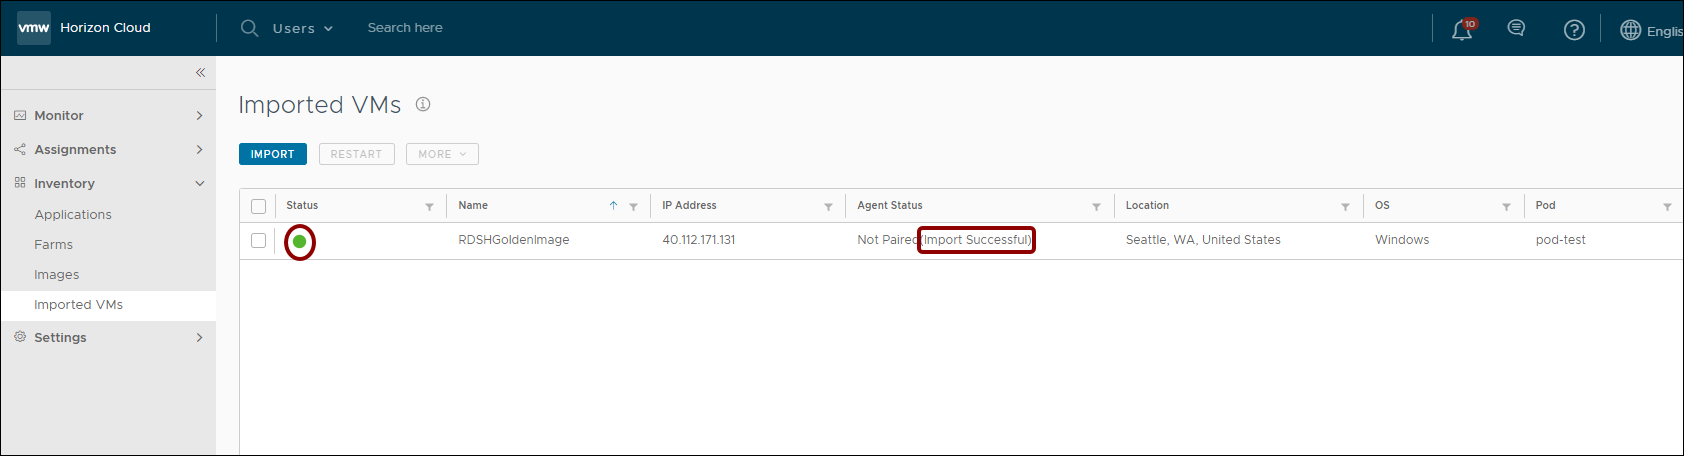 vmw Horizon Cloud Users Search here 10 Englis
Monitor
Assignments
Inventory
Applications
Farms
Images
Imported VMs
Settings
Imported VMs
IMPORT RESTART MORE
Status Name IP Address Agent Status Location OS Pod
RDSHGoldenImage 40.112.171.131 Not Paired(Import Successful) Seattle, WA, United States Windows pod-test